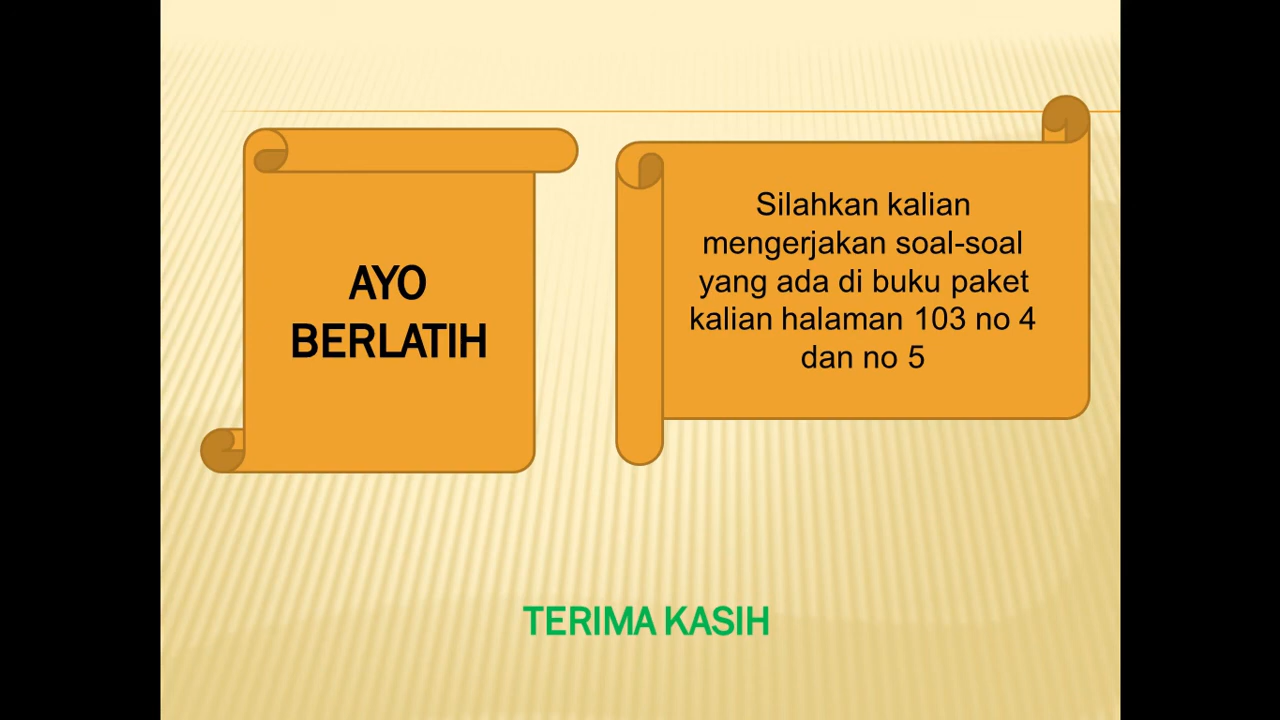 AYO
BERLATIH
Silahkan kalian
mengerjakan soal-soal
yang ada di buku paket
kalian halaman 103 no 4
dan no 5
TERIMA KASIH